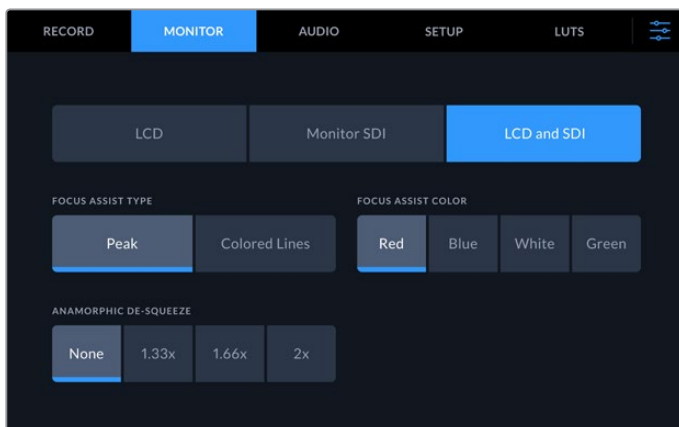 RECORD MONITOR AUDIO SETUP LUTS
LCD Monitor SDI LCD and SDI
FOCUS ASSIST TYPE FOCUS ASSIST COLOR
Peak Colored Lines Red Blue White Green
ANAMORPHIC DE-SQUEEZE
None 1.33x 1.66x 2x